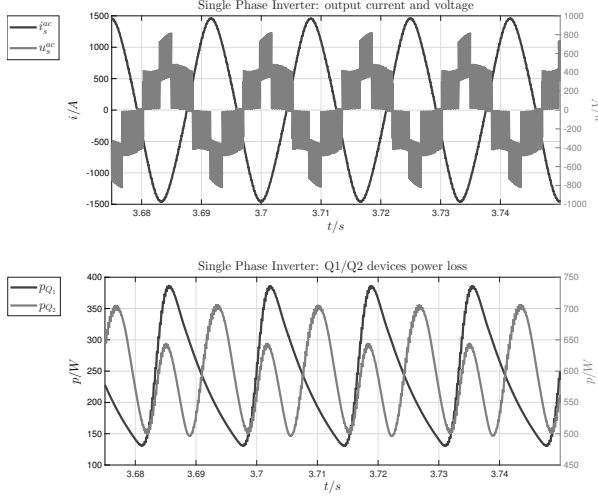 Single Phase Inverter: output current and voltage
i_s^{ac}
u_s^{ac}
1500
1000
500
0
-500
-1000
-1500
i/A
1000
800
600
400
200
0
-200
-400
-600
-800
-1000
u/V
3.68 3.69 3.7 3.71 3.72 3.73 3.74
t/s
Single Phase Inverter: Q1/Q2 devices power loss
p_{Q_1}
p_{Q_2}
400
350
300
250
200
150
100
p/W
750
700
650
600
550
500
450
p/W
3.68 3.69 3.7 3.71 3.72 3.73 3.74
t/s